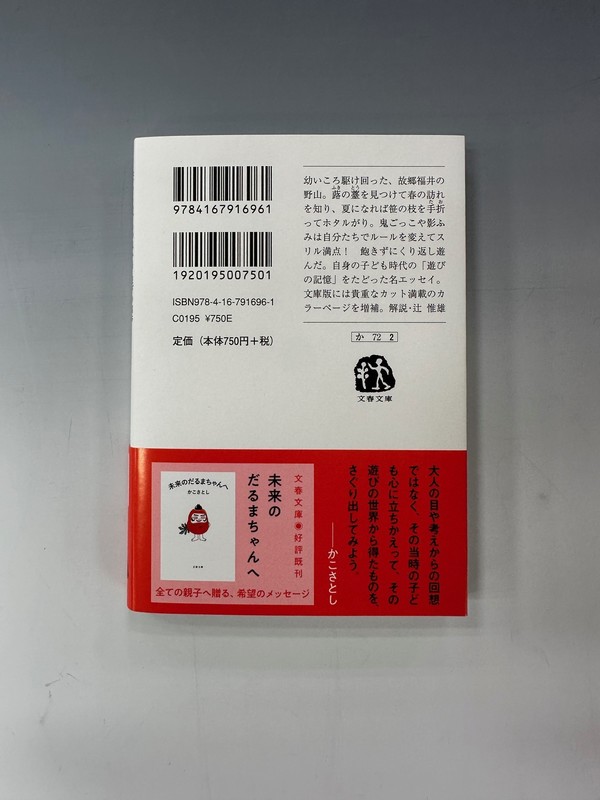 9784167916961
1920195007501
ISBN978-4-16-791696-1
C0195 ¥750E
定価（本体750円＋税）
幼いころ駆け回った、故郷福井の
野山。蕗の薹を見つけて春の訪れ
を知り、夏になれば笹の枝を手折
ってホタルがり。鬼ごっこや影ふ
みは自分たちでルールを変えてス
リル満点！　飽きずにくり返し遊
んだ。自身の子ども時代の「遊び
の記憶」をたどった名エッセイ。
文庫版には貴重なカット満載のカ
ラーページを増補。解説・辻 惟雄
か 72 2
文春文庫
大人の目や考えからの回想
ではなく、その当時の子ど
も心に立ちかえって、その
遊びの世界から得たものを、
さぐり出してみよう。
──かこさとし
文春文庫◉好評既刊
未来の
だるまちゃんへ
未来のだるまちゃんへ
かこさとし
文春文庫
全ての親子へ贈る、希望のメッセージ